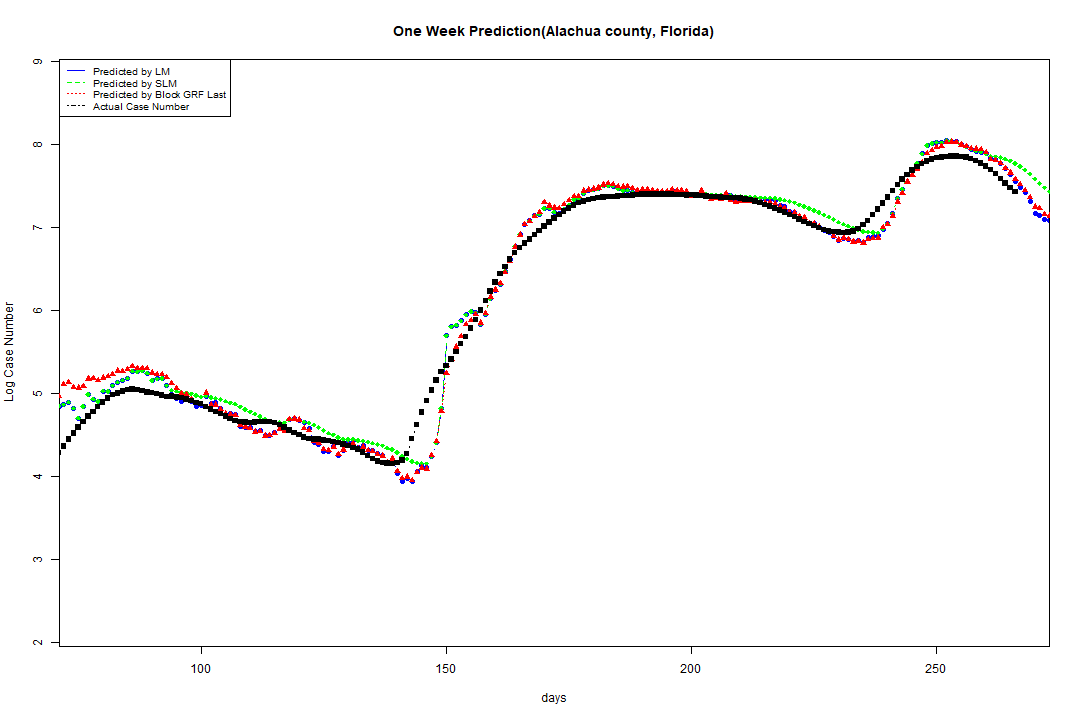 One Week Prediction(Alachua county, Florida)
Predicted by LM
Predicted by SLM
Predicted by Block GRF Last
Actual Case Number
9
8
7
6
5
4
3
2
Log Case Number
100 150 200 250
days